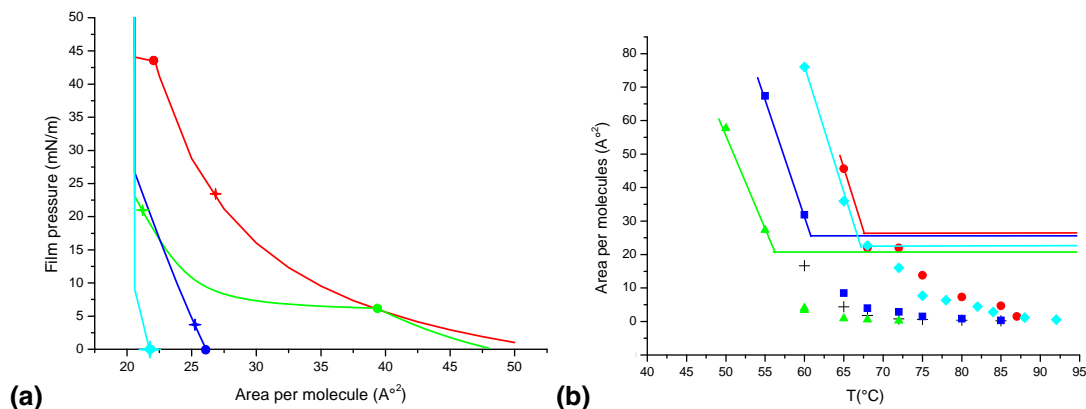 50
45
40
35
30
25
20
15
10
5
0
Film pressure (mN/m)
20 25 30 35 40 45 50
Area per molecule (A°²)
(a)
80
70
60
50
40
30
20
10
0
Area per molecules (A°²)
40 45 50 55 60 65 70 75 80 85 90 95
T(°C)
(b)